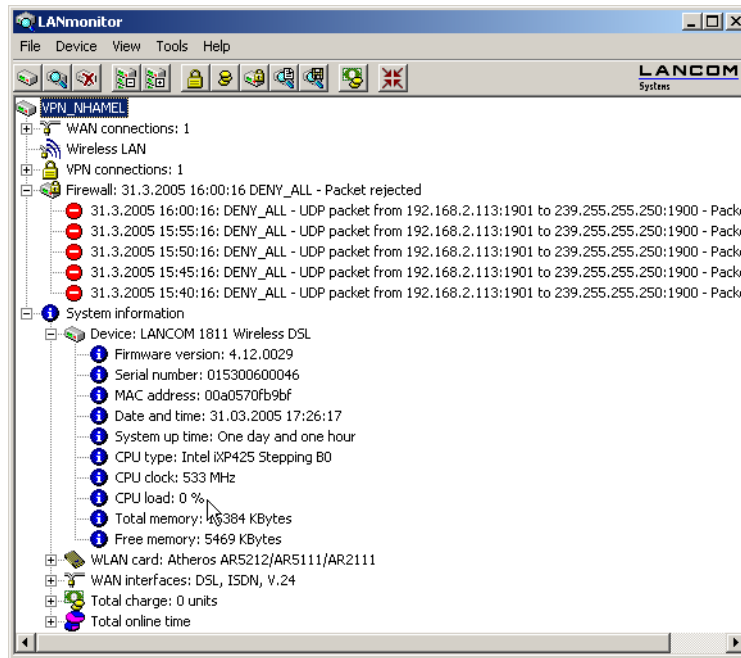 LANmonitor
File Device View Tools Help
LANCOM
Systems
VPN_NHAMEL
WAN connections: 1
Wireless LAN
VPN connections: 1
Firewall: 31.3.2005 16:00:16 DENY_ALL - Packet rejected
31.3.2005 16:00:16: DENY_ALL - UDP packet from 192.168.2.113:1901 to 239.255.255.250:1900 - Pack
31.3.2005 15:55:16: DENY_ALL - UDP packet from 192.168.2.113:1901 to 239.255.255.250:1900 - Pack
31.3.2005 15:50:16: DENY_ALL - UDP packet from 192.168.2.113:1901 to 239.255.255.250:1900 - Pack
31.3.2005 15:45:16: DENY_ALL - UDP packet from 192.168.2.113:1901 to 239.255.255.250:1900 - Pack
31.3.2005 15:40:16: DENY_ALL - UDP packet from 192.168.2.113:1901 to 239.255.255.250:1900 - Pack
System information
Device: LANCOM 1811 Wireless DSL
Firmware version: 4.12.0029
Serial number: 015300600046
MAC address: 00a0570fb9bf
Date and time: 31.03.2005 17:26:17
System up time: One day and one hour
CPU type: Intel iXP425 Stepping B0
CPU clock: 533 MHz
CPU load: 0 %
Total memory: KBytes
Free memory: 5469 KBytes
WLAN card: Atheros AR5212/AR5111/AR2111
WAN interfaces: DSL, ISDN, V.24
Total charge: 0 units
Total online time